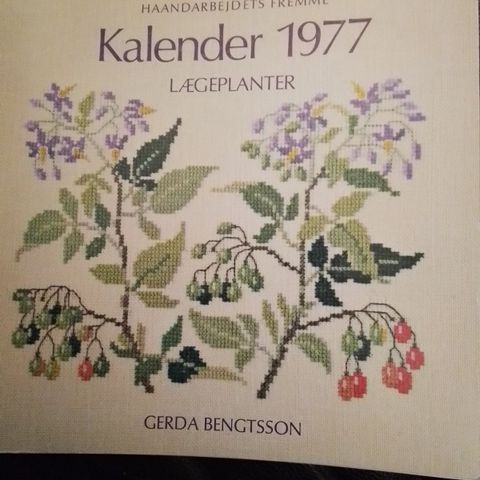 HAANDARBEJDETS FREMME
Kalender 1977
LÆGEPLANTER
GERDA BENGTSSON